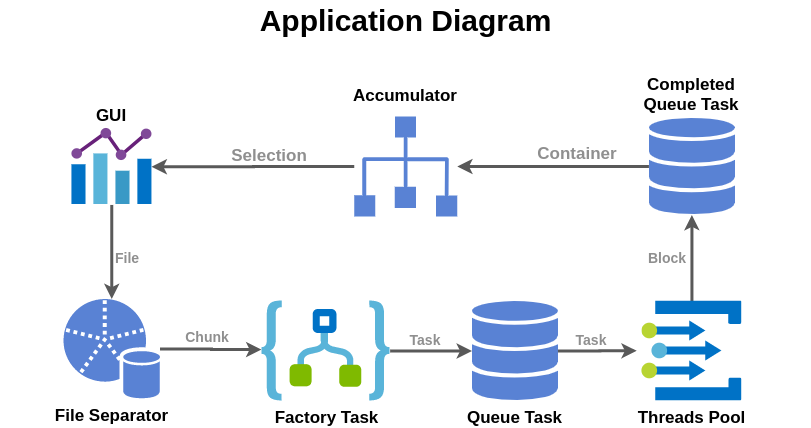 Application Diagram
GUI
Accumulator
Completed
Queue Task
Selection
Container
File
Block
Chunk
Task
Task
File Separator
Factory Task
Queue Task
Threads Pool